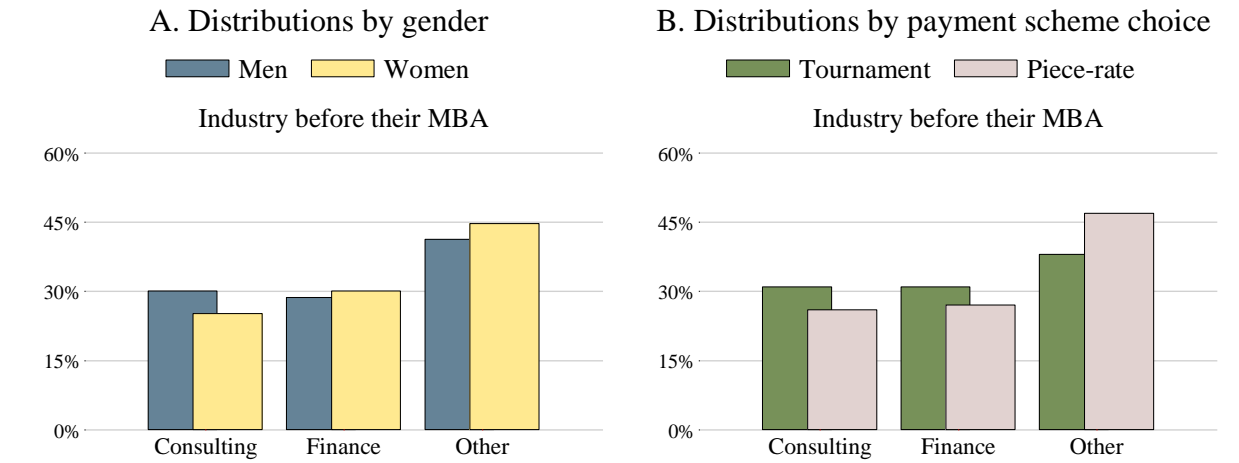 A. Distributions by gender
Men Women
Industry before their MBA
60%
45%
30%
15%
0%
Consulting Finance Other
B. Distributions by payment scheme choice
Tournament Piece-rate
Industry before their MBA
60%
45%
30%
15%
0%
Consulting Finance Other